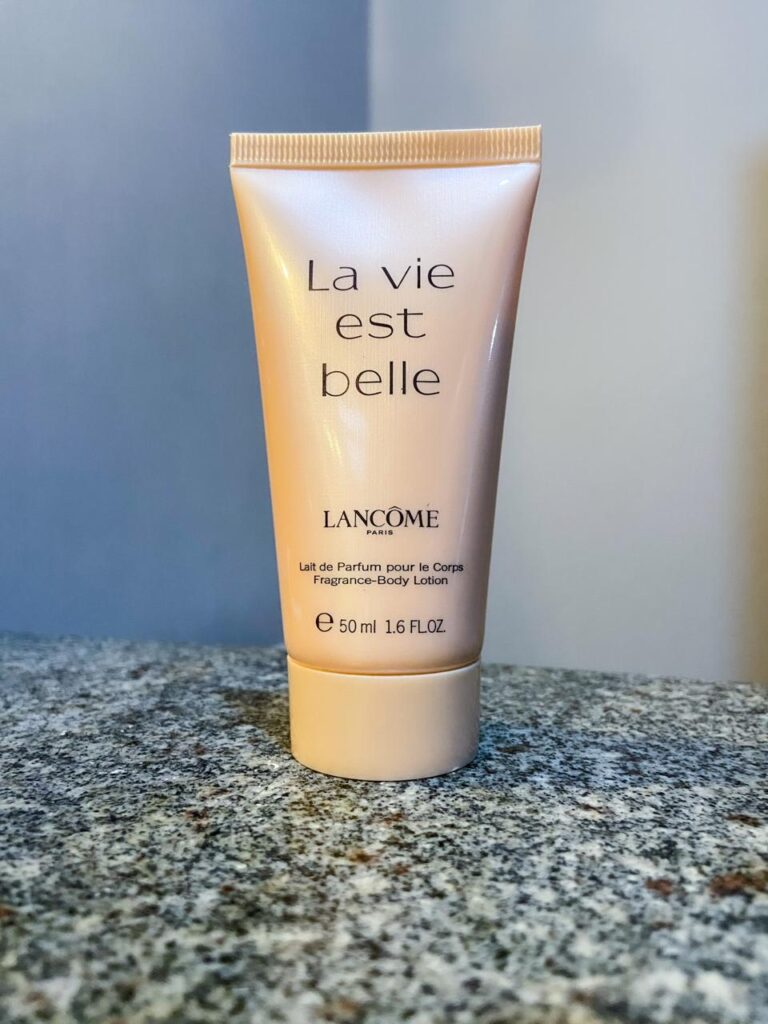 La vie
est
belle
LANCÔME
PARIS
Lait de Parfum pour le Corps
Fragrance-Body Lotion
℮ 50 ml 1.6 FL.OZ.